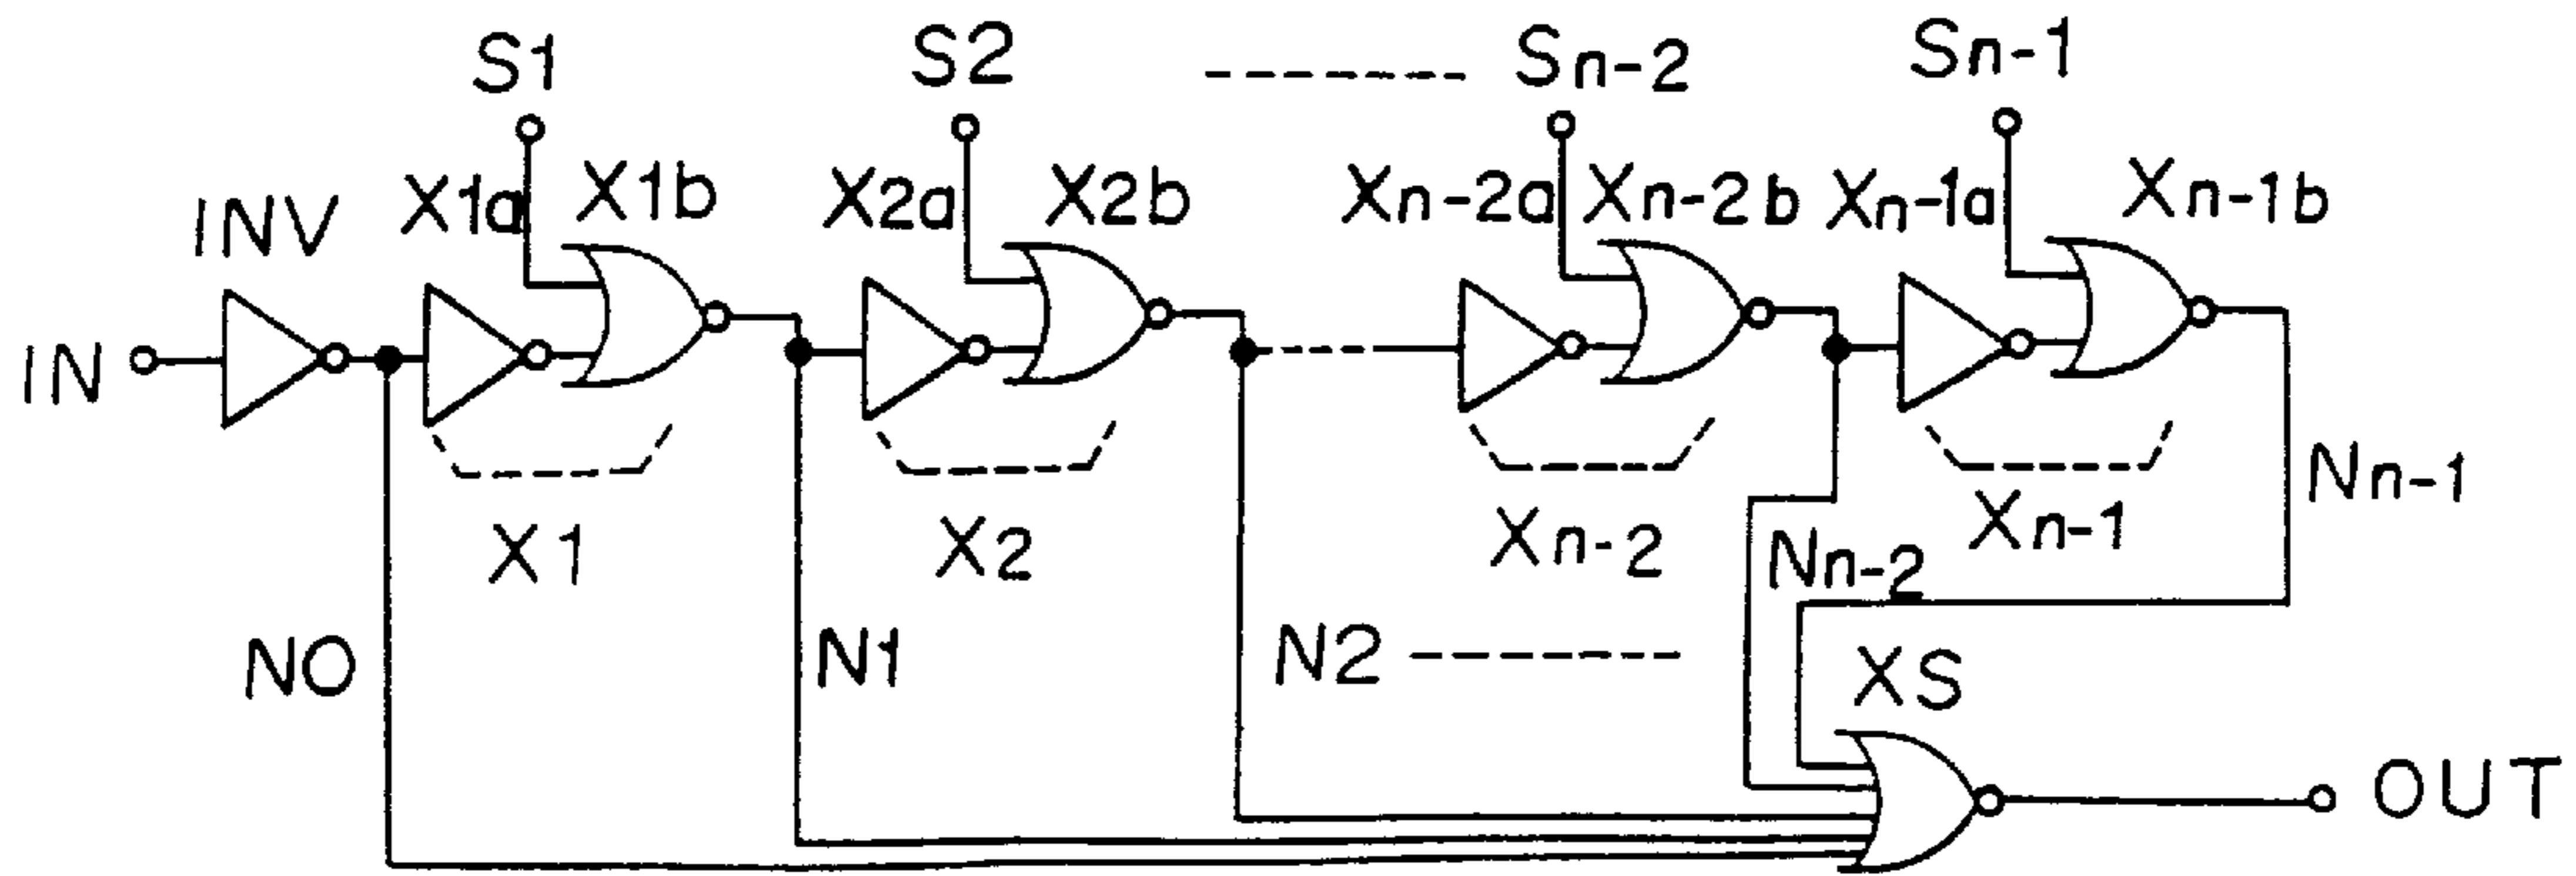 S1 S2 Sn-2 Sn-1
INV X1a X1b X2a X2b Xn-2a Xn-2b Xn-1a Xn-1b
IN
X1 X2 Xn-2 Xn-1 Nn-1
Nn-2
N0 N1 N2 XS
OUT